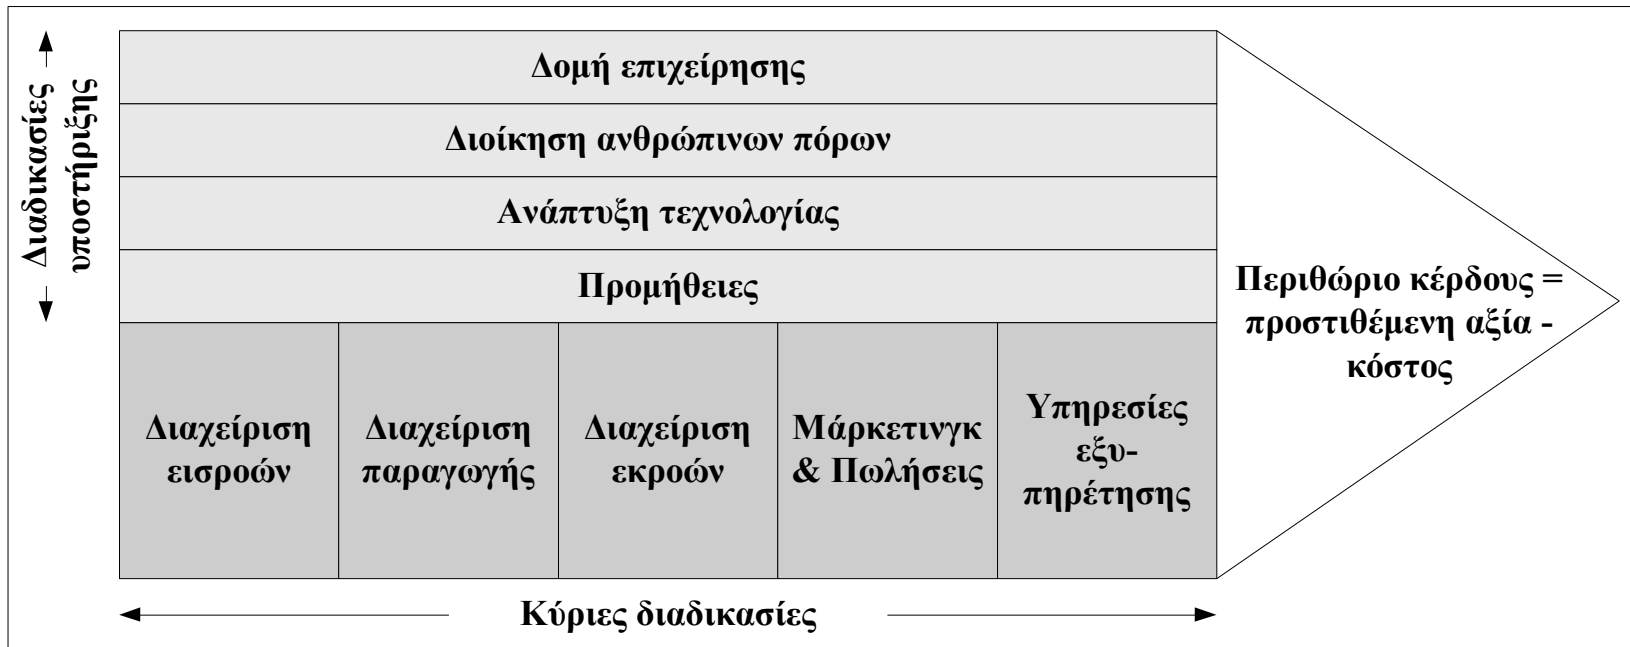 Διαδικασίες
υποστήριξης
Δομή επιχείρησης
Διοίκηση ανθρώπινων πόρων
Ανάπτυξη τεχνολογίας
Προμήθειες
Διαχείριση
εισροών
Διαχείριση
παραγωγής
Διαχείριση
εκροών
Μάρκετινγκ
& Πωλήσεις
Υπηρεσίες
εξυ-
πηρέτησης
Περιθώριο κέρδους =
προστιθέμενη αξία -
κόστος
Κύριες διαδικασίες